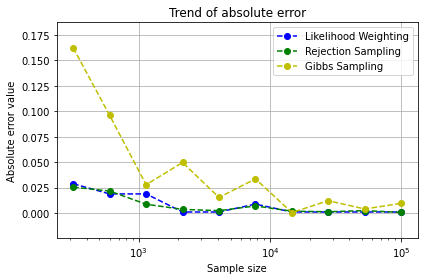 Trend of absolute error
Likelihood Weighting
Rejection Sampling
Gibbs Sampling
Absolute error value
0.175
0.150
0.125
0.100
0.075
0.050
0.025
0.000
10³
10⁴
10⁵
Sample size